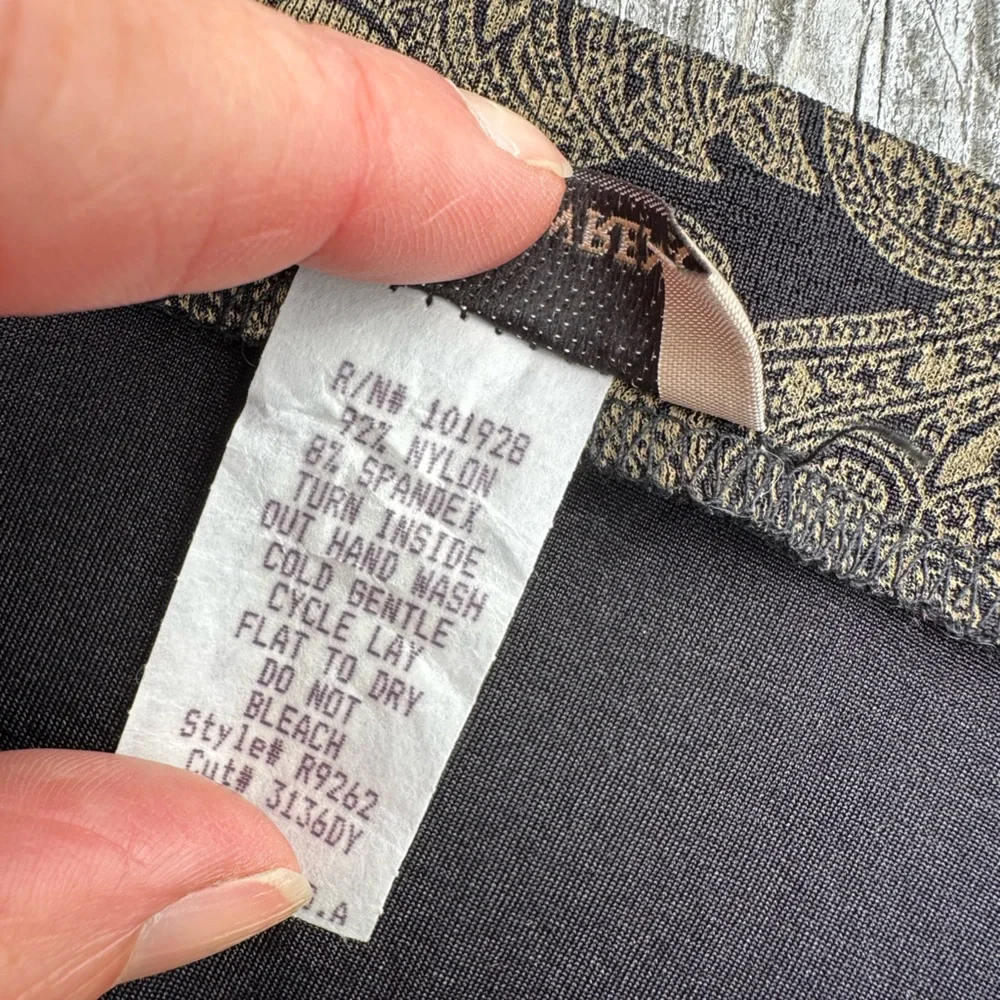 R/N# 101928
92% NYLON
8% SPANDEX
TURN INSIDE
OUT HAND WASH
COLD GENTLE
CYCLE LAY
FLAT TO DRY
DO NOT
BLEACH
Style# R9262
Cut# 3136DY
.A